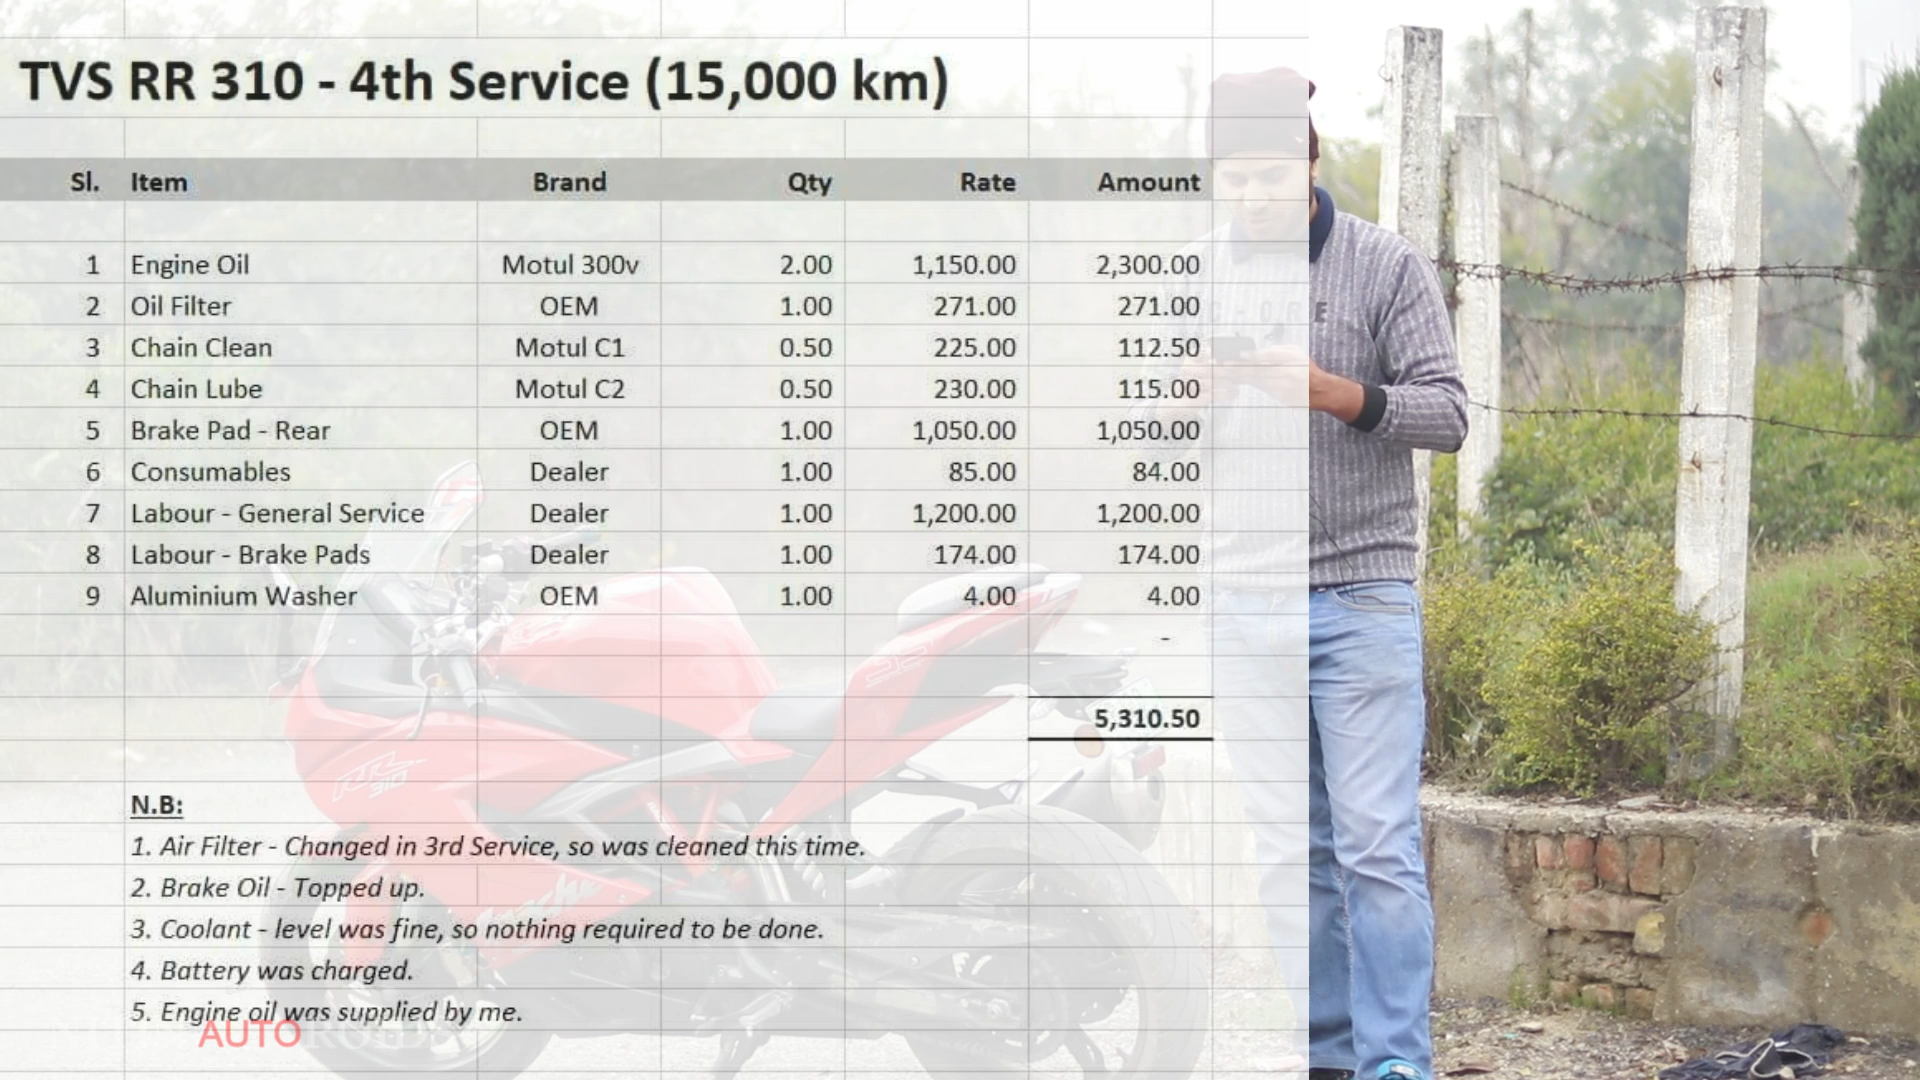 TVS RR 310 - 4th Service (15,000 km)
Sl. Item Brand Qty Rate Amount
1 Engine Oil Motul 300v 2.00 1,150.00 2,300.00
2 Oil Filter OEM 1.00 271.00 271.00
3 Chain Clean Motul C1 0.50 225.00 112.50
4 Chain Lube Motul C2 0.50 230.00 115.00
5 Brake Pad - Rear OEM 1.00 1,050.00 1,050.00
6 Consumables Dealer 1.00 85.00 84.00
7 Labour - General Service Dealer 1.00 1,200.00 1,200.00
8 Labour - Brake Pads Dealer 1.00 174.00 174.00
9 Aluminium Washer OEM 1.00 4.00 4.00
-
5,310.50
RR 310
N.B:
1. Air Filter - Changed in 3rd Service, so was cleaned this time.
2. Brake Oil - Topped up.
3. Coolant - level was fine, so nothing required to be done.
4. Battery was charged.
5. Engine oil was supplied by me.
AUTO